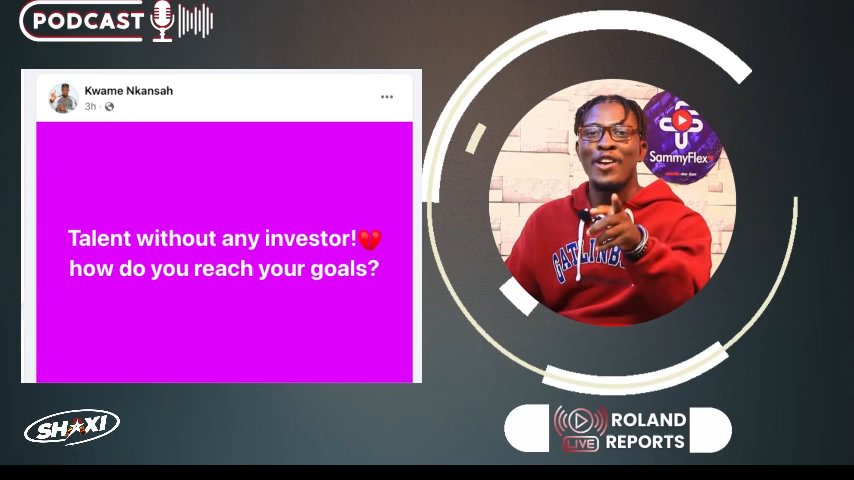 PODCAST
Kwame Nkansah
3h
Talent without any investor!💔
how do you reach your goals?
SammyFlex
GATLINB
SHAXI
LIVE
ROLAND
REPORTS